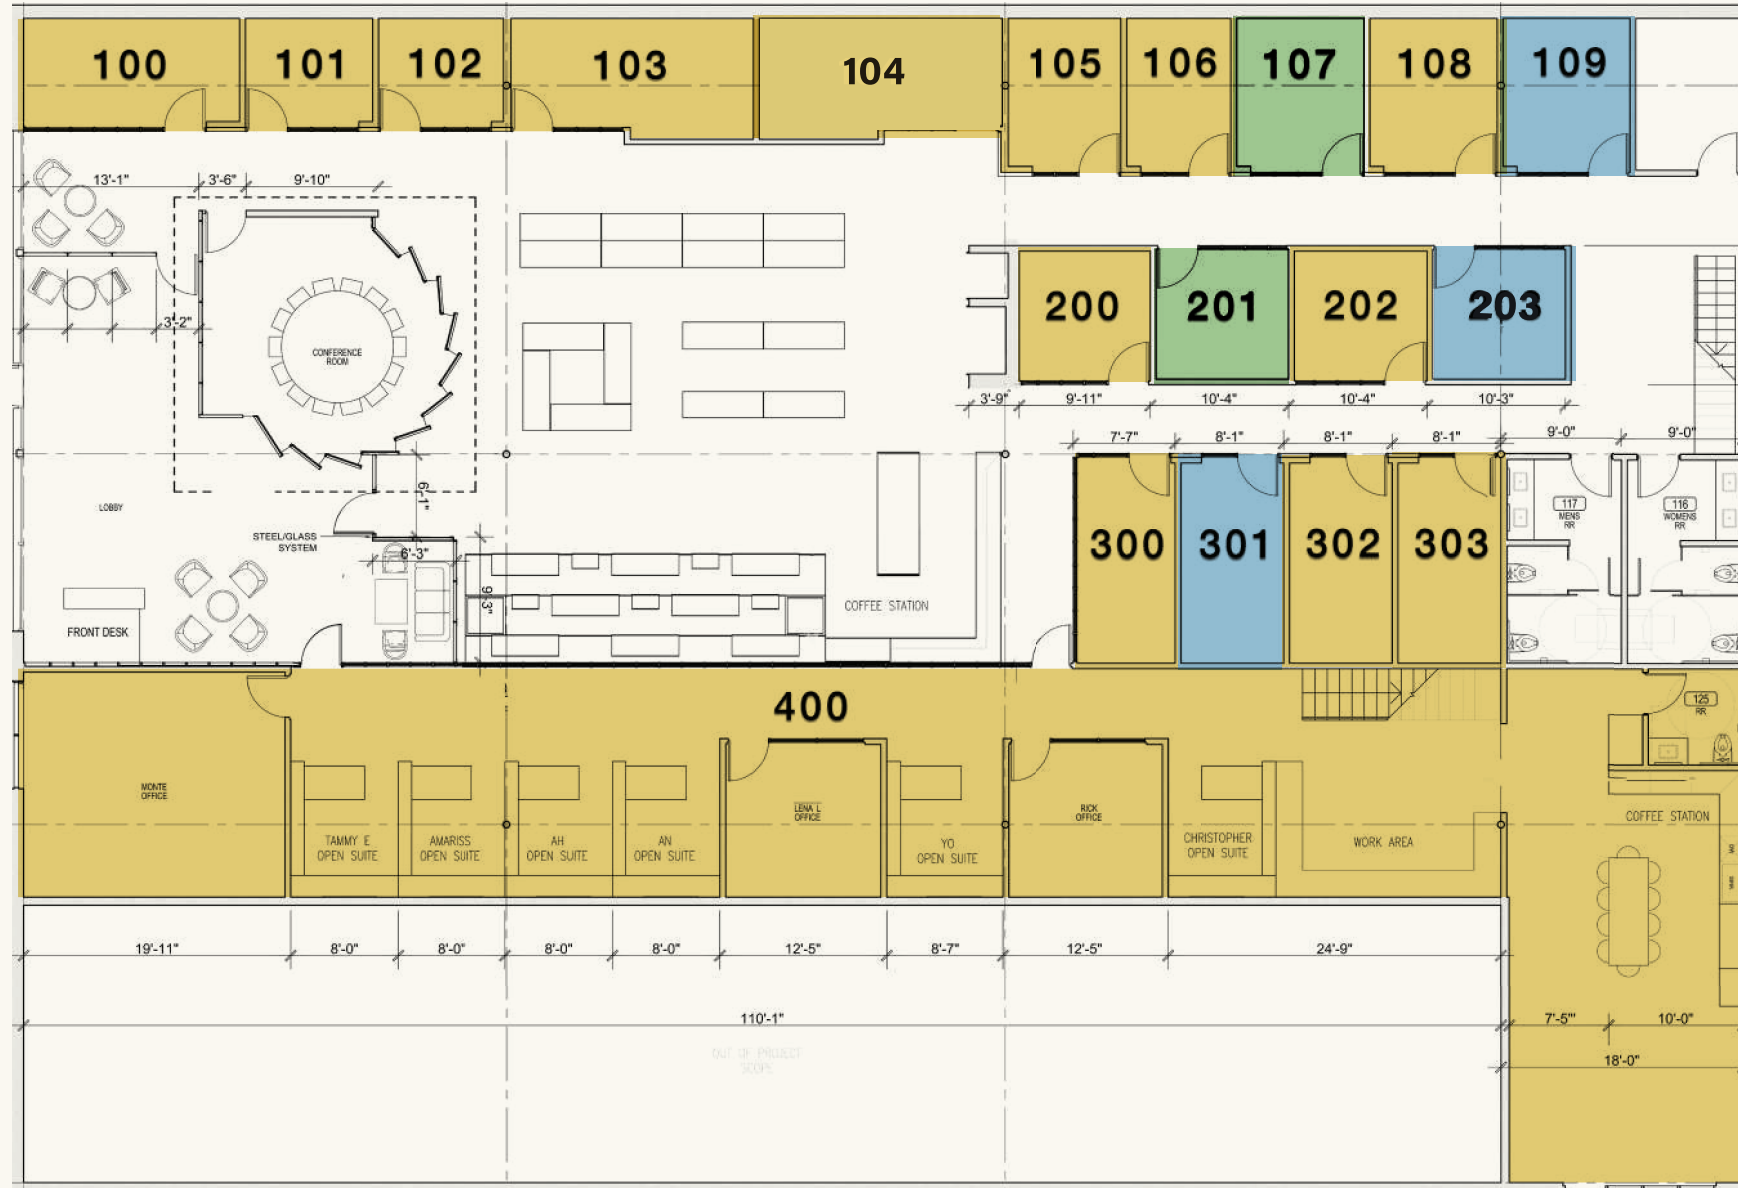 100
101
102
103
104
105
106
107
108
109
13'-1"
3'-6"
9'-10"
3'-2"
CONFERENCE
ROOM
200
201
202
203
3'-9"
9'-11"
10'-4"
10'-4"
10'-3"
7'-7"
8'-1"
8'-1"
8'-1"
9'-0"
9'-0"
LOBBY
STEEL/GLASS
SYSTEM
6'-1"
6'-3"
9'-3"
FRONT DESK
COFFEE STATION
300
301
302
303
117
MENS
RR
116
WOMENS
RR
400
125
RR
MONTE
OFFICE
TAMMY E
OPEN SUITE
AMARISS
OPEN SUITE
AH
OPEN SUITE
AN
OPEN SUITE
LENA L
OFFICE
YO
OPEN SUITE
RICK
OFFICE
CHRISTOPHER
OPEN SUITE
WORK AREA
COFFEE STATION
19'-11"
8'-0"
8'-0"
8'-0"
8'-0"
12'-5"
8'-7"
12'-5"
24'-9"
110'-1"
7'-5'"
10'-0"
18'-0"
OUT OF PROJECT
SCOPE